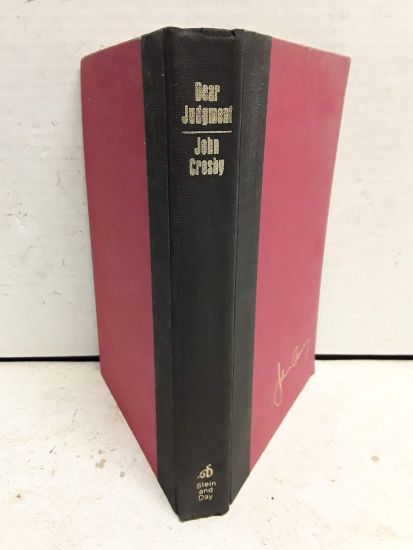 Dear
Judgment
John
Crosby
sd
Stein
and
Day